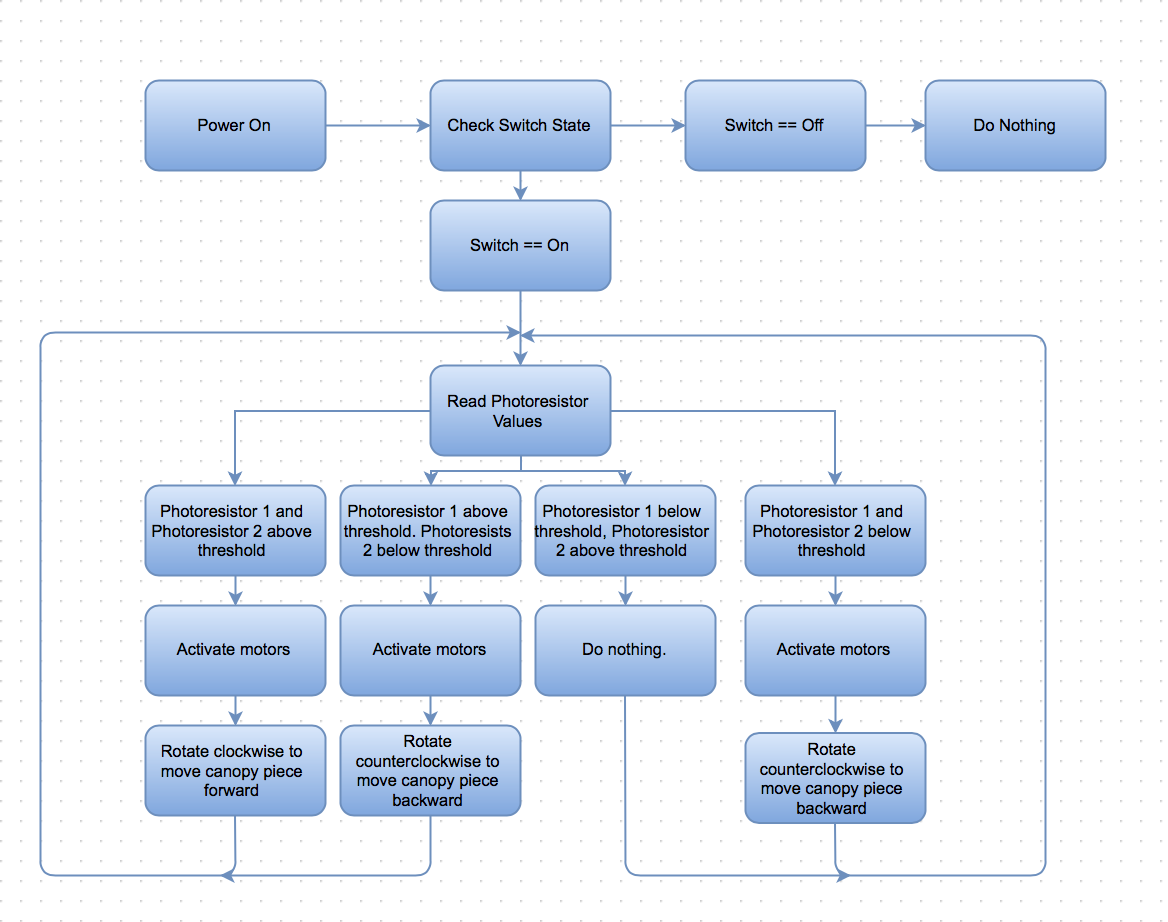 Power On
Check Switch State
Switch == Off
Do Nothing
Switch == On
Read Photoresistor
Values
Photoresistor 1 and
Photoresistor 2 above
threshold
Photoresistor 1 above
threshold. Photoresists
2 below threshold
Photoresistor 1 below
threshold, Photoresistor
2 above threshold
Photoresistor 1 and
Photoresistor 2 below
threshold
Activate motors
Activate motors
Do nothing.
Activate motors
Rotate clockwise to
move canopy piece
forward
Rotate
counterclockwise to
move canopy piece
backward
Rotate
counterclockwise to
move canopy piece
backward